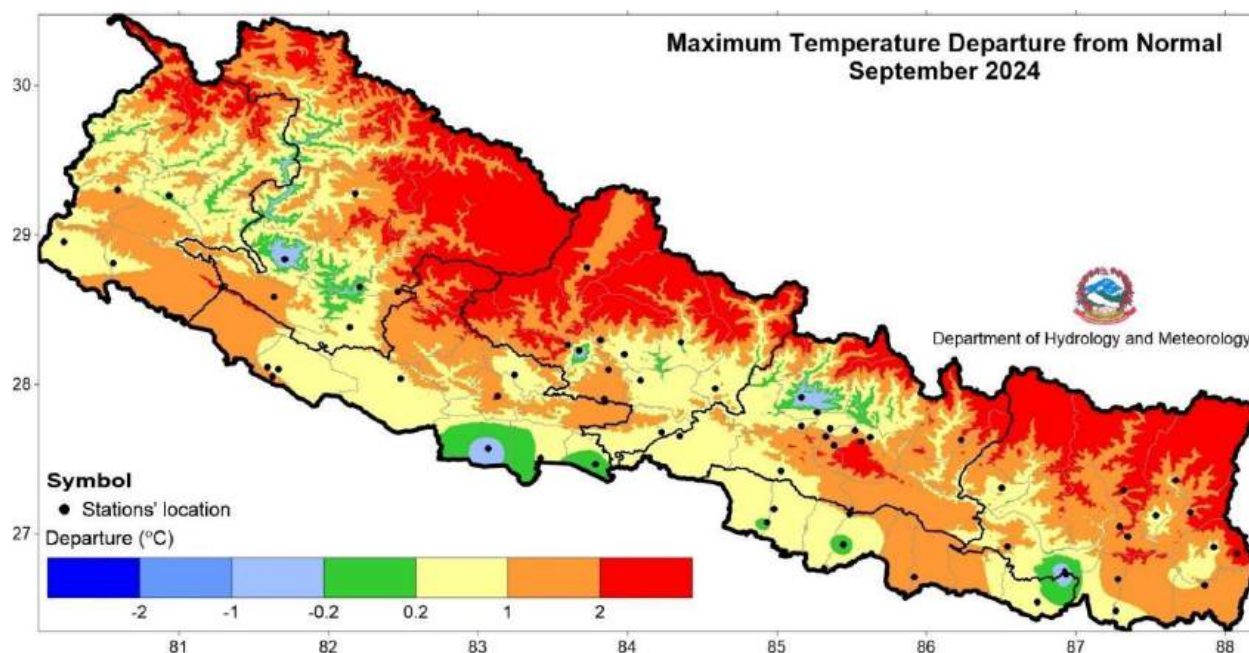 Maximum Temperature Departure from Normal
September 2024
30
29
28
27
Department of Hydrology and Meteorology
Symbol
Stations' location
Departure (°C)
-2 -1 -0.2 0.2 1 2
81 82 83 84 85 86 87 88